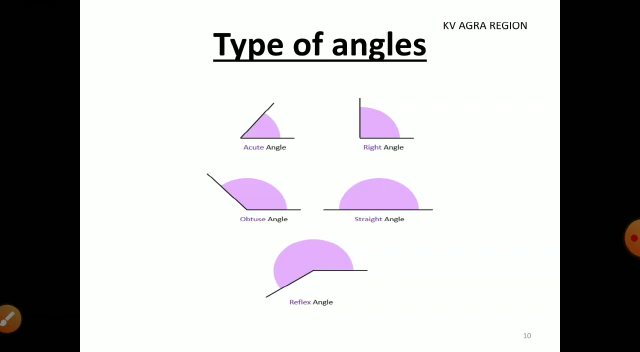 KV AGRA REGION
Type of angles
Acute Angle
Right Angle
Obtuse Angle
Straight Angle
Reflex Angle
10